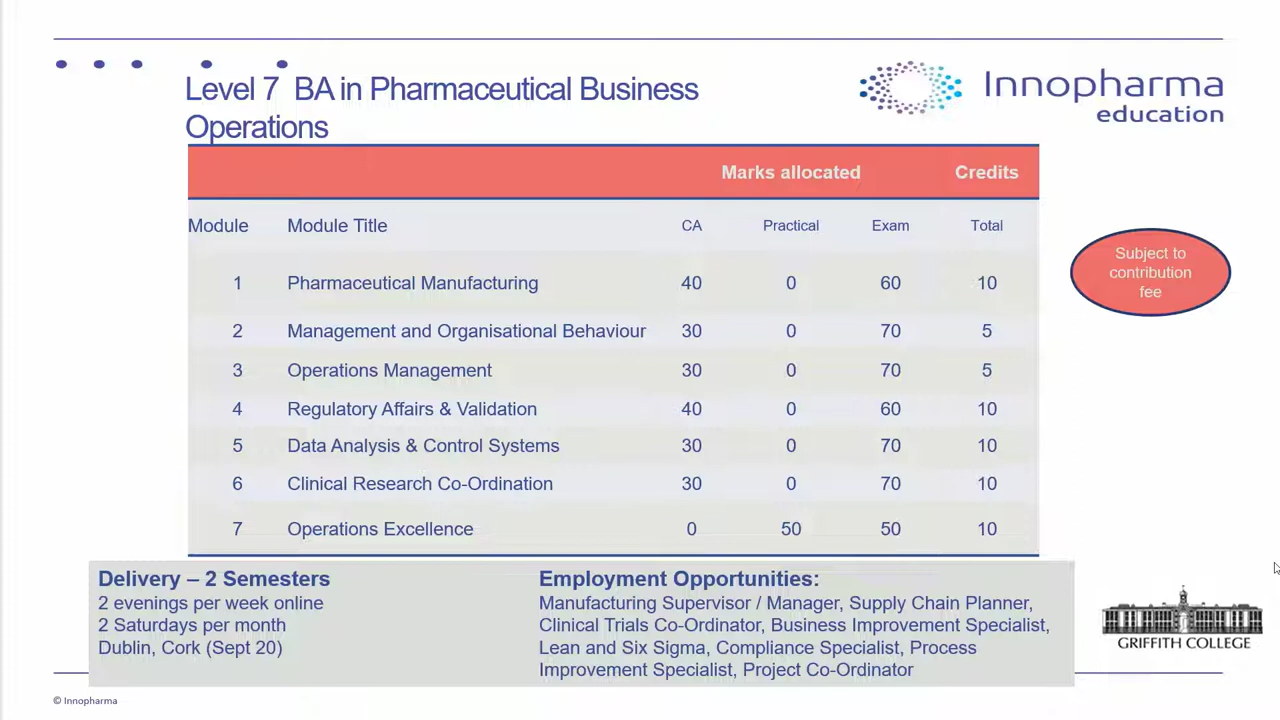 Level 7 BA in Pharmaceutical Business
Operations
Innopharma
education
Marks allocated Credits
Module Module Title CA Practical Exam Total
1 Pharmaceutical Manufacturing 40 0 60 10
2 Management and Organisational Behaviour 30 0 70 5
3 Operations Management 30 0 70 5
4 Regulatory Affairs & Validation 40 0 60 10
5 Data Analysis & Control Systems 30 0 70 10
6 Clinical Research Co-Ordination 30 0 70 10
7 Operations Excellence 0 50 50 10
Subject to
contribution
fee
Delivery – 2 Semesters
2 evenings per week online
2 Saturdays per month
Dublin, Cork (Sept 20)
Employment Opportunities:
Manufacturing Supervisor / Manager, Supply Chain Planner,
Clinical Trials Co-Ordinator, Business Improvement Specialist,
Lean and Six Sigma, Compliance Specialist, Process
Improvement Specialist, Project Co-Ordinator
GRIFFITH COLLEGE
© Innopharma